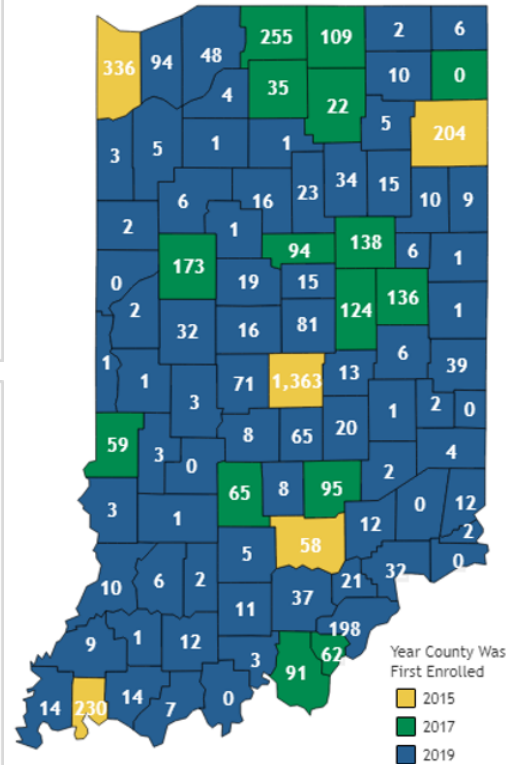 255 109 2 6
336 94 48
10 0
4 35 22
5 204
3 5 1 1
6 16 23 34 15 10 9
2 1
173 94 138 6 1
0 19 15
2 124 136 1
32 16 81
1 1 3 71 1,363 13 6 39
1 2 0
59 3 0 8 65 20 4
65 8 95 2
3 1 12 0 12
58 2
10 6 2 5 21 32 0
11 37
9 1 12 198
3 62
91
14 230 14 7 0
Year County Was
First Enrolled
2015
2017
2019